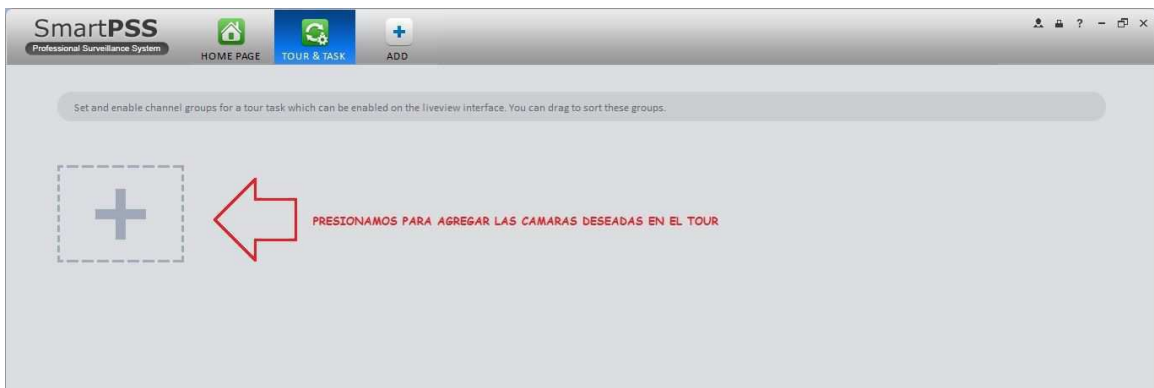 SmartPSS
Professional Surveillance System
HOME PAGE
TOUR & TASK
ADD
?
Set and enable channel groups for a tour task which can be enabled on the liveview interface. You can drag to sort these groups.
PRESIONAMOS PARA AGREGAR LAS CAMARAS DESEADAS EN EL TOUR